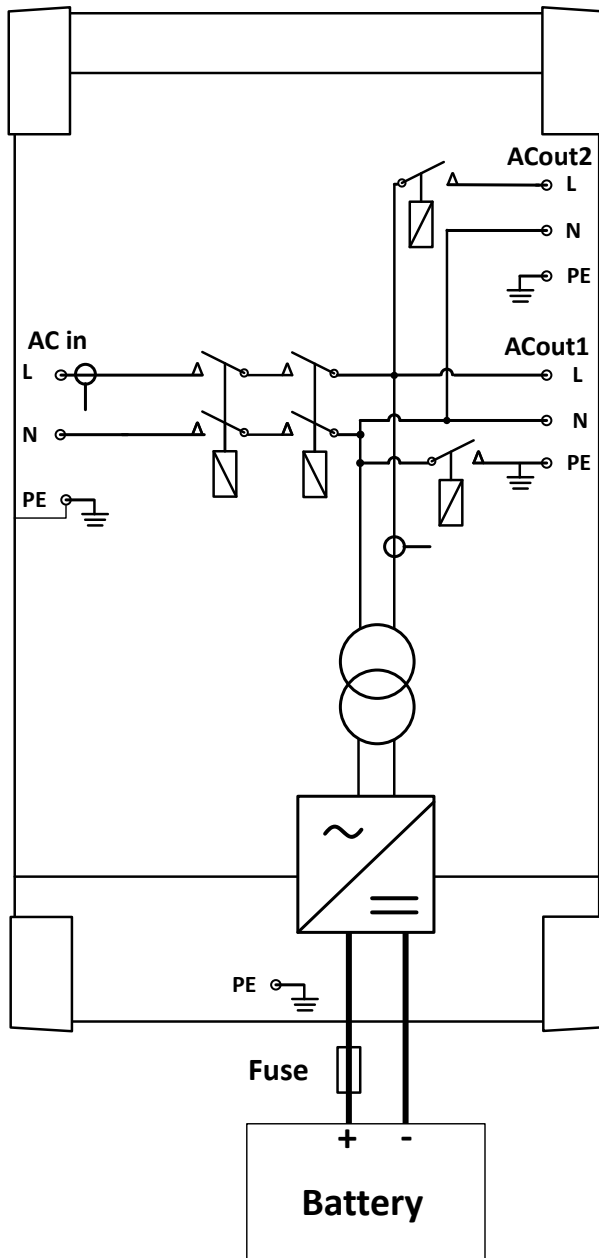 ACout2
L
N
PE
AC in
L
N
PE
ACout1
L
N
PE
PE
Fuse
+ -
Battery